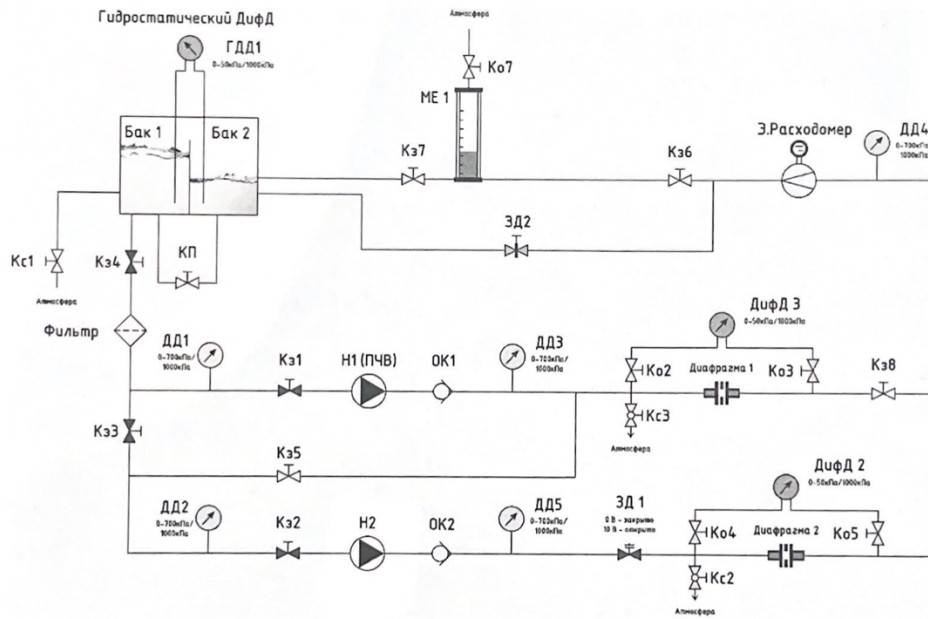 Гидростатический ДифД
ГДД1
0-50кПа/1000кПа
Атмосфера
Ко7
МЕ 1
Бак 1
Бак 2
Кз7
Кз6
Э.Расходомер
ДД4
0-700кПа/
1000кПа
ЗД2
КП
Кс1
Кз4
Атмосфера
Фильтр
ДД1
0-700кПа/
1000кПа
Кз1
Н1(ПЧВ)
ОК1
ДД3
0-700кПа/
1000кПа
ДифД 3
0-50кПа/1000кПа
Ко2
Диафрагма 1
Ко3
Кз8
Кс3
Атмосфера
Кз3
Кз5
ДД2
0-700кПа/
1000кПа
Кз2
Н2
ОК2
ДД5
0-700кПа/
1000кПа
ЗД 1
0 В - закрыто
10 В - открыто
ДифД 2
0-50кПа/1000кПа
Ко4
Диафрагма 2
Ко5
Кс2
Атмосфера